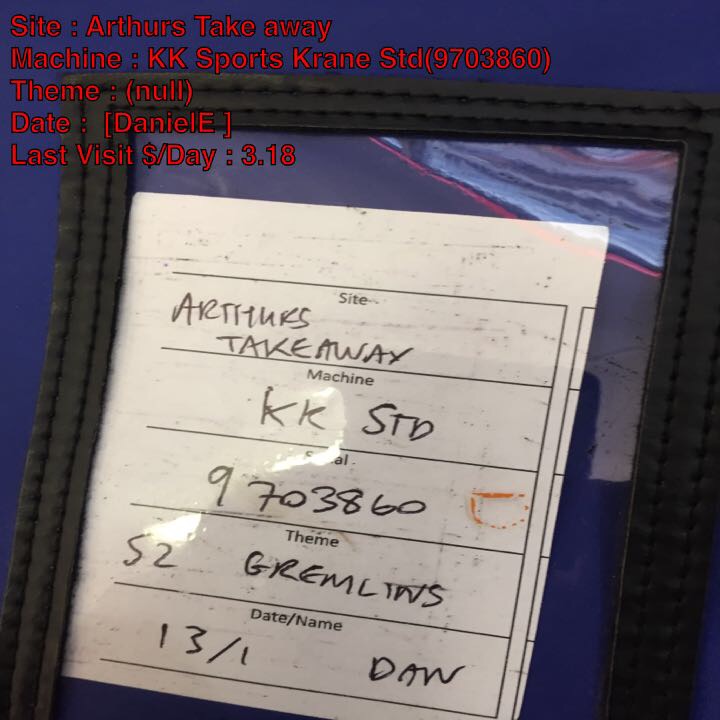 Site : Arthurs Take away
Machine : KK Sports Krane Std(9703860)
Theme : (null)
Date : [DanielE ]
Last Visit $/Day : 3.18
Site
ARTHURS
TAKEAWAY
Machine
KK STD
9703860
Theme
S2 GREMLINS
Date/Name
13/1 DAN